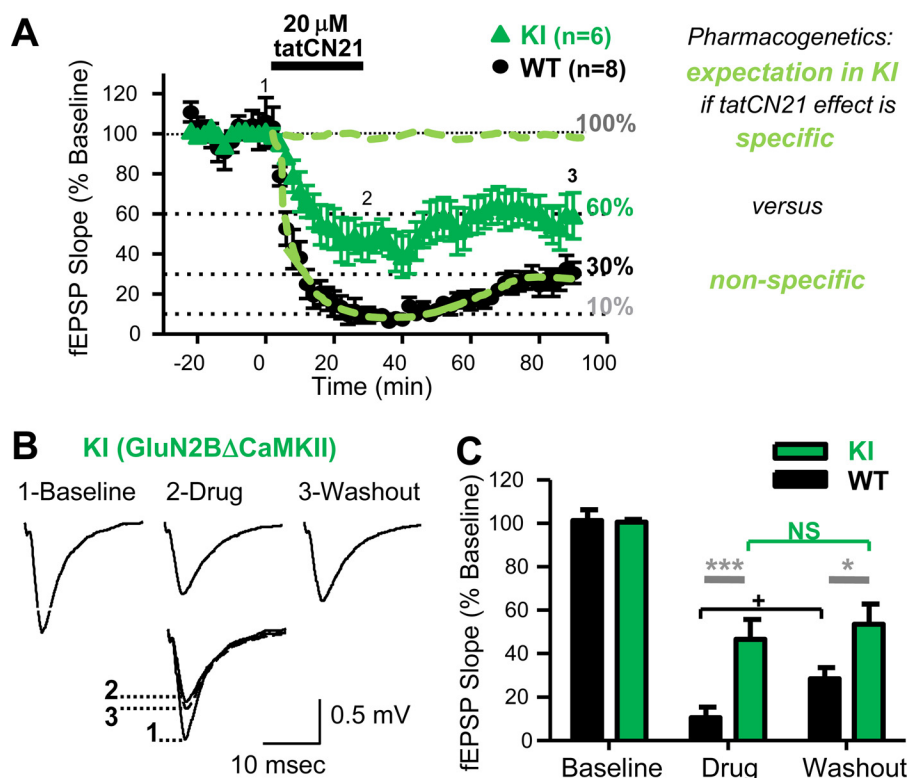 A
20 μM
tatCN21
KI (n=6)
WT (n=8)
Pharmacogenetics:
expectation in KI
if tatCN21 effect is
specific
versus
non-specific
fEPSP Slope (% Baseline)
120
100
80
60
40
20
0
1
2
3
100%
60%
30%
10%
-20 0 20 40 60 80 100
Time (min)
B
KI (GluN2BΔCaMKII)
1-Baseline 2-Drug 3-Washout
2
3
1
0.5 mV
10 msec
C
KI
WT
fEPSP Slope (% Baseline)
120
100
80
60
40
20
0
NS
*** *
+
Baseline Drug Washout